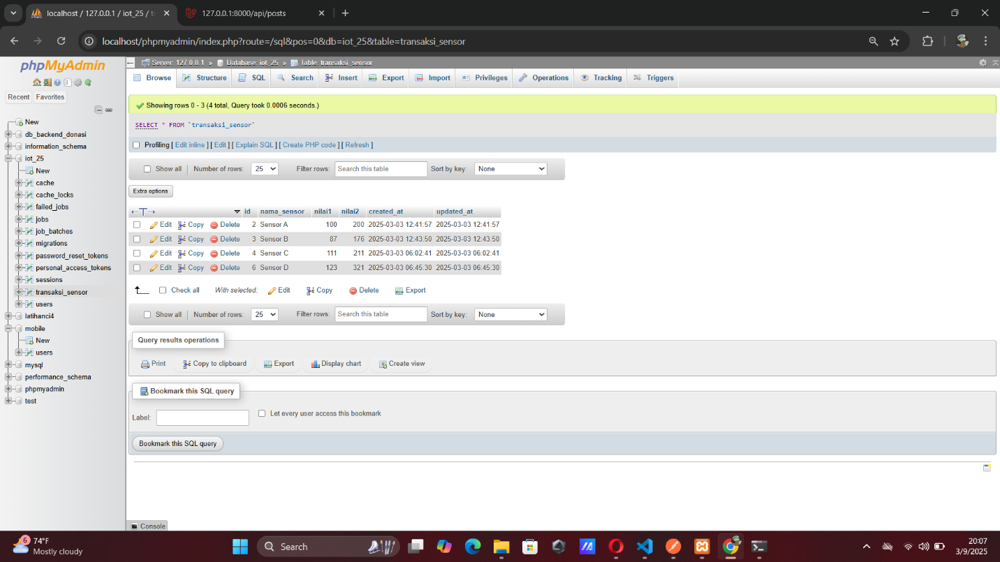 localhost / 127.0.0.1 / iot_25 / t
127.0.0.1:8000/api/posts
localhost/phpmyadmin/index.php?route=/sql&pos=0&db=iot_25&table=transaksi_sensor
phpMyAdmin
Recent Favorites
New
db_backend_donasi
information_schema
iot_25
New
cache
cache_locks
failed_jobs
jobs
job_batches
migrations
password_reset_tokens
personal_access_tokens
sessions
transaksi_sensor
users
latihanci4
mobile
New
users
mysql
performance_schema
phpmyadmin
test
Server: 127.0.0.1 » Database: iot_25 » Table: transaksi_sensor
Browse Structure SQL Search Insert Export Import Privileges Operations Tracking Triggers
Showing rows 0 - 3 (4 total, Query took 0.0006 seconds.)
SELECT * FROM `transaksi_sensor`
Profiling [ Edit inline ] [ Edit ] [ Explain SQL ] [ Create PHP code ] [ Refresh ]
Show all Number of rows: 25 Filter rows: Search this table Sort by key: None
Extra options
id nama_sensor nilai1 nilai2 created_at updated_at
Edit Copy Delete 2 Sensor A 100 200 2025-03-03 12:41:57 2025-03-03 12:41:57
Edit Copy Delete 3 Sensor B 87 176 2025-03-03 12:43:50 2025-03-03 12:43:50
Edit Copy Delete 4 Sensor C 111 211 2025-03-03 06:02:41 2025-03-03 06:02:41
Edit Copy Delete 6 Sensor D 123 321 2025-03-03 06:45:30 2025-03-03 06:45:30
Check all With selected: Edit Copy Delete Export
Show all Number of rows: 25 Filter rows: Search this table Sort by key: None
Query results operations
Print Copy to clipboard Export Display chart Create view
Bookmark this SQL query
Label: Let every user access this bookmark
Bookmark this SQL query
Console
6
74°F
Mostly cloudy
Search
20:07
3/9/2025